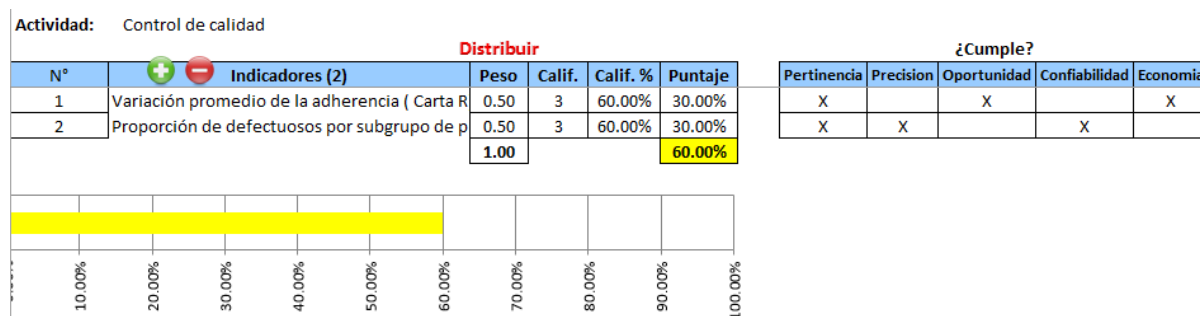 Actividad: Control de calidad
Distribuir ¿Cumple?
N° Indicadores (2) Peso Calif. Calif. % Puntaje Pertinencia Precision Oportunidad Confiabilidad Economia
1 Variación promedio de la adherencia ( Carta R 0.50 3 60.00% 30.00% X X X
2 Proporción de defectuosos por subgrupo de p 0.50 3 60.00% 30.00% X X X
1.00 60.00%
10.00% 20.00% 30.00% 40.00% 50.00% 60.00% 70.00% 80.00% 90.00% 100.00%